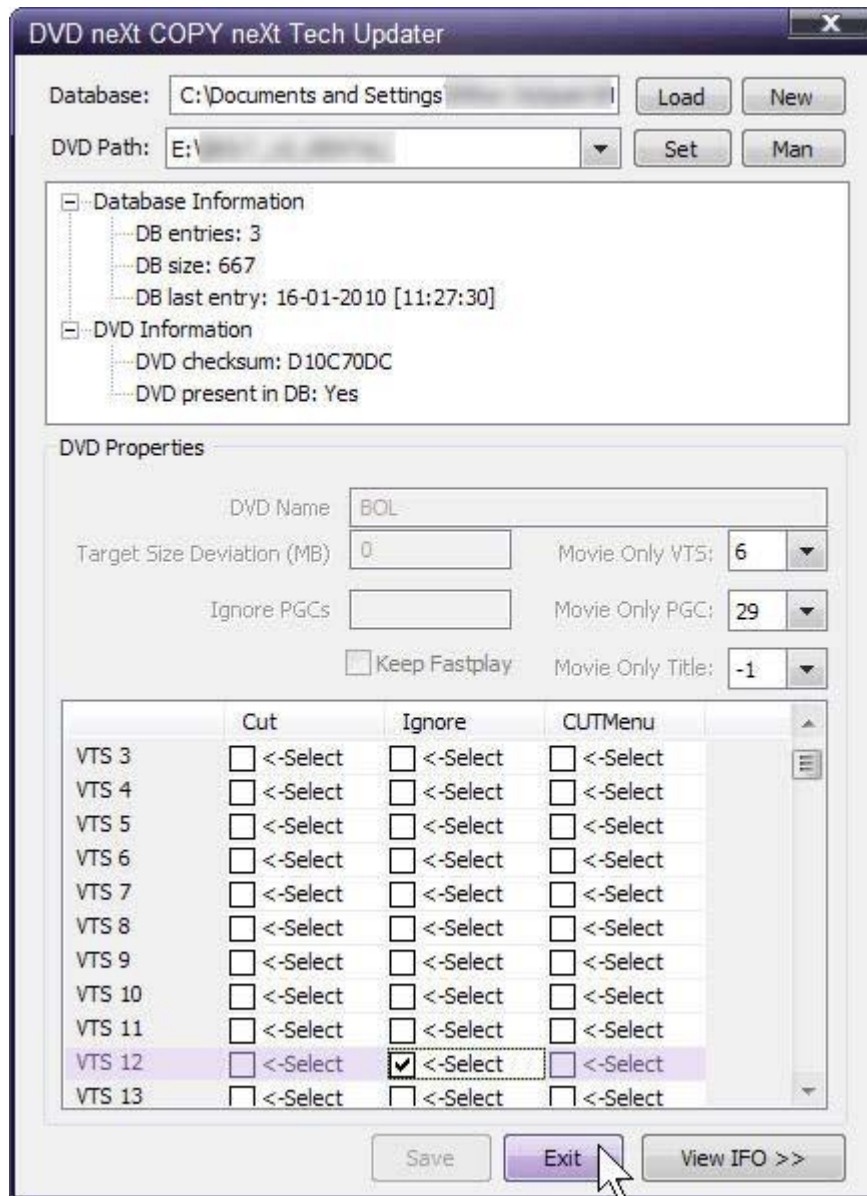 DVD neXt COPY neXt Tech Updater X
Database: C:\Documents and Settings\ Load New
DVD Path: E:\ Set Man
Database Information
DB entries: 3
DB size: 667
DB last entry: 16-01-2010 [11:27:30]
DVD Information
DVD checksum: D10C70DC
DVD present in DB: Yes
DVD Properties
DVD Name BOL
Target Size Deviation (MB) 0 Movie Only VTS: 6
Ignore PGCs Movie Only PGC: 29
Keep Fastplay Movie Only Title: -1
Cut Ignore CUTMenu
VTS 3 <-Select <-Select <-Select
VTS 4 <-Select <-Select <-Select
VTS 5 <-Select <-Select <-Select
VTS 6 <-Select <-Select <-Select
VTS 7 <-Select <-Select <-Select
VTS 8 <-Select <-Select <-Select
VTS 9 <-Select <-Select <-Select
VTS 10 <-Select <-Select <-Select
VTS 11 <-Select <-Select <-Select
VTS 12 <-Select <-Select <-Select
VTS 13 <-Select <-Select <-Select
Save Exit View IFO >>